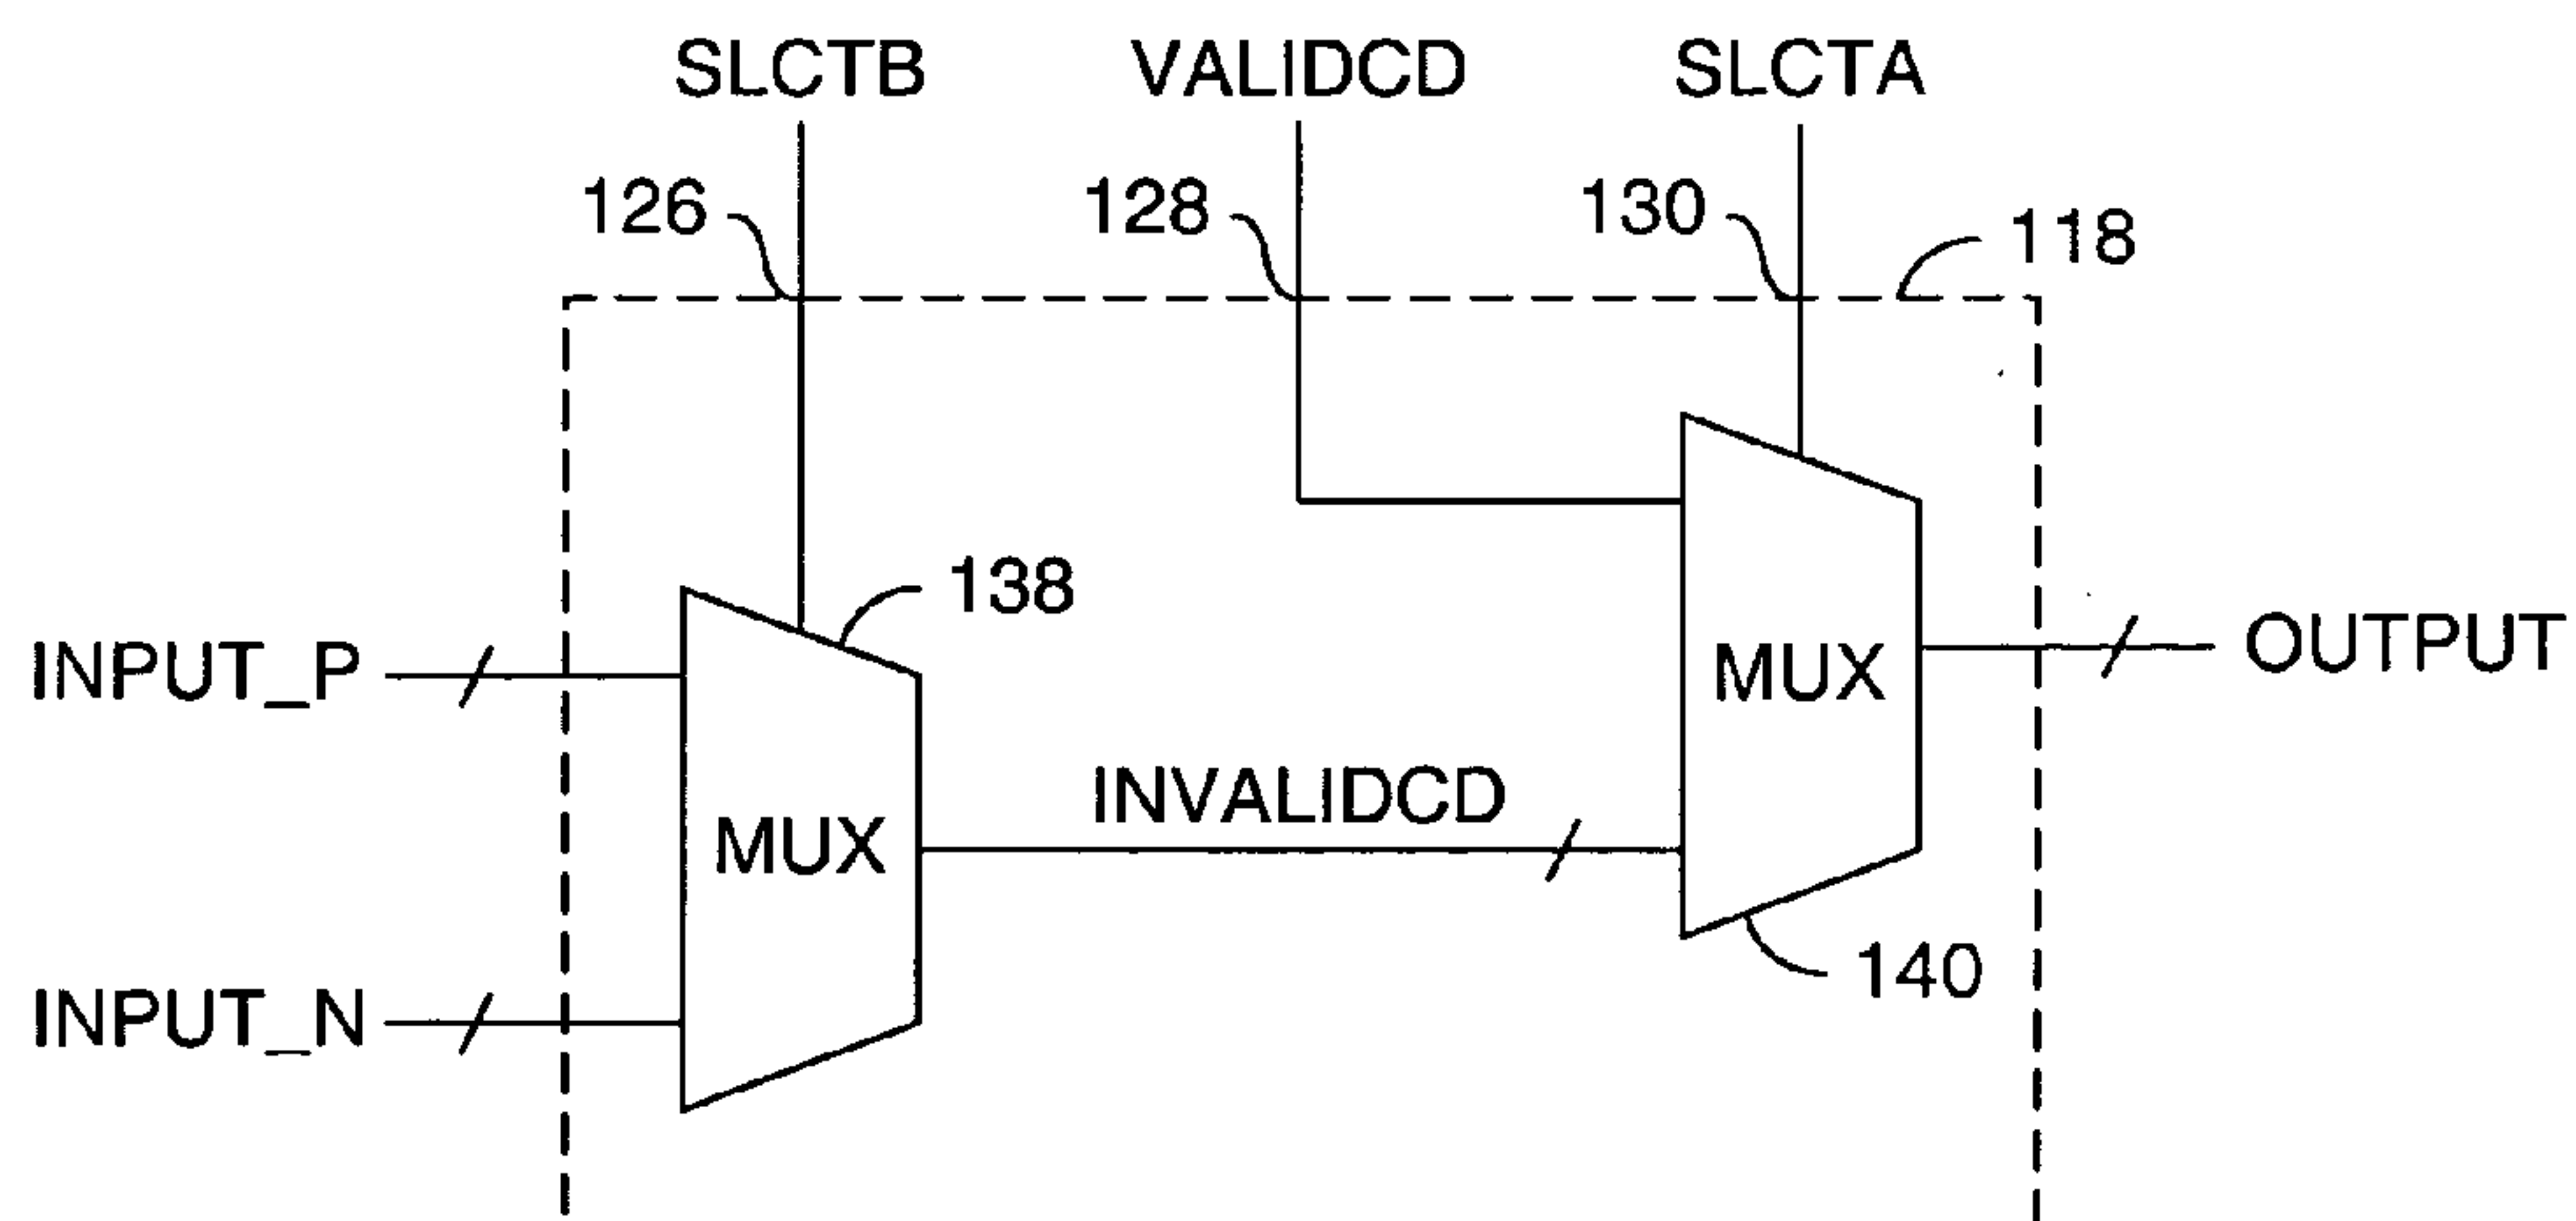 SLCTB VALIDCD SLCTA
126 128 130 118
138
INPUT_P MUX OUTPUT
INVALIDCD
MUX
140
INPUT_N